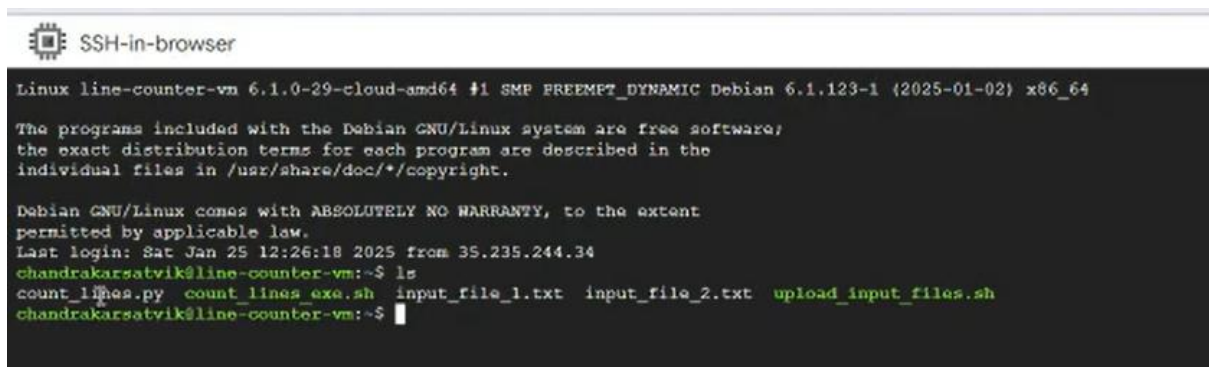 SSH-in-browser
Linux line-counter-vm 6.1.0-29-cloud-amd64 #1 SMP PREEMPT_DYNAMIC Debian 6.1.123-1 (2025-01-02) x86_64
The programs included with the Debian GNU/Linux system are free software;
the exact distribution terms for each program are described in the
individual files in /usr/share/doc/*/copyright.
Debian GNU/Linux comes with ABSOLUTELY NO WARRANTY, to the extent
permitted by applicable law.
Last login: Sat Jan 25 12:26:18 2025 from 35.235.244.34
chandrakarsatvik@line-counter-vm:~$ ls
count_lines.py count_lines_exe.sh input_file_1.txt input_file_2.txt upload_input_files.sh
chandrakarsatvik@line-counter-vm:~$